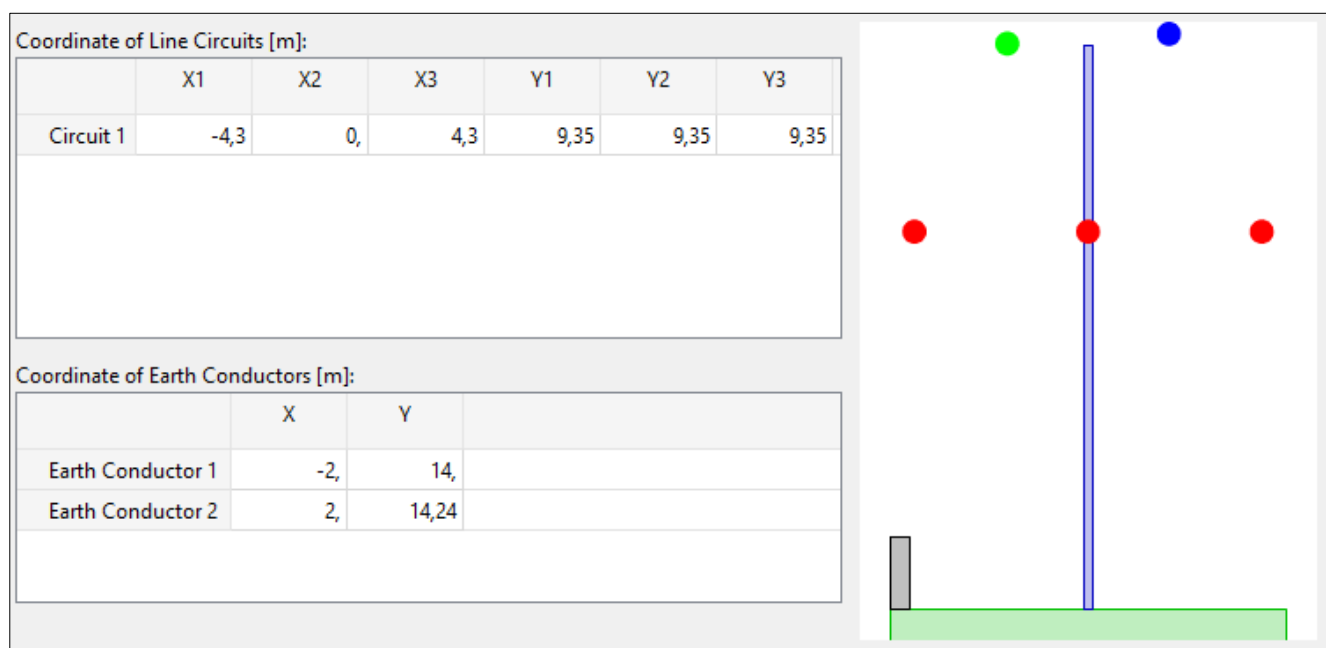 Coordinate of Line Circuits [m]:
X1 X2 X3 Y1 Y2 Y3
Circuit 1 -4,3 0, 4,3 9,35 9,35 9,35
Coordinate of Earth Conductors [m]:
X Y
Earth Conductor 1 -2, 14,
Earth Conductor 2 2, 14,24